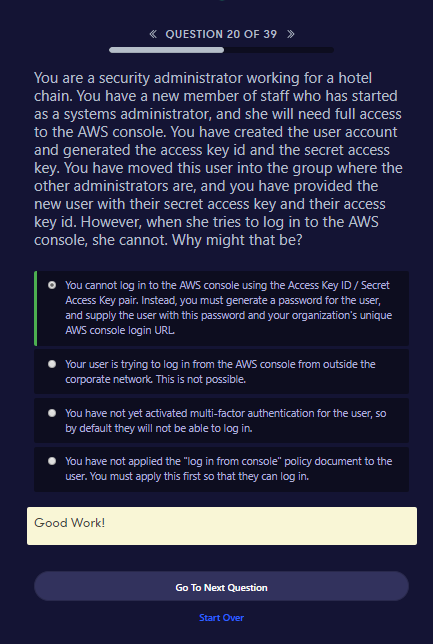 « QUESTION 20 OF 39 »
You are a security administrator working for a hotel
chain. You have a new member of staff who has started
as a systems administrator, and she will need full access
to the AWS console. You have created the user account
and generated the access key id and the secret access
key. You have moved this user into the group where the
other administrators are, and you have provided the
new user with their secret access key and their access
key id. However, when she tries to log in to the AWS
console, she cannot. Why might that be?
You cannot log in to the AWS console using the Access Key ID / Secret
Access Key pair. Instead, you must generate a password for the user,
and supply the user with this password and your organization's unique
AWS console login URL.
Your user is trying to log in from the AWS console from outside the
corporate network. This is not possible.
You have not yet activated multi-factor authentication for the user, so
by default they will not be able to log in.
You have not applied the "log in from console" policy document to the
user. You must apply this first so that they can log in.
Good Work!
Go To Next Question
Start Over